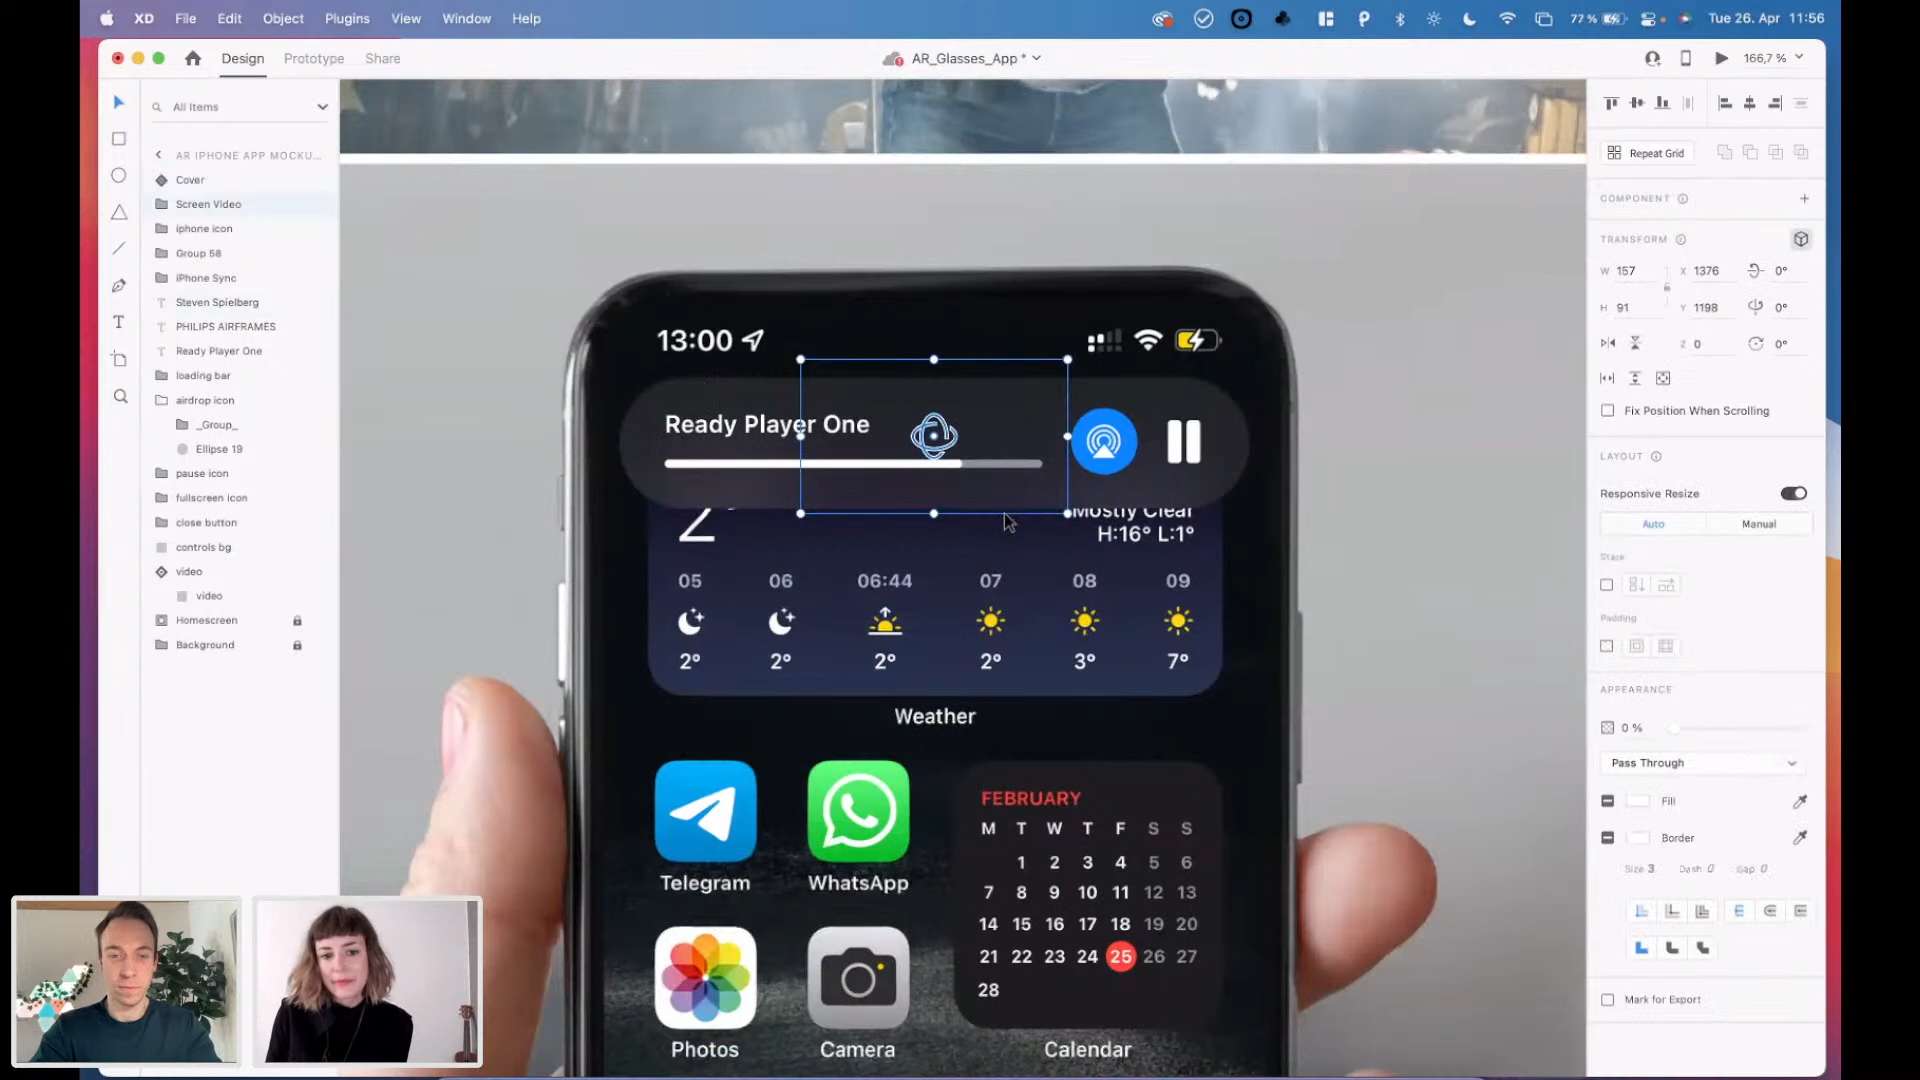 XD File Edit Object Plugins View Window Help
77 % Tue 26. Apr 11:56
Design Prototype Share
AR_Glasses_App *
166,7 %
All Items
AR IPHONE APP MOCKU...
Cover
Screen Video
iphone icon
Group 58
iPhone Sync
T Steven Spielberg
T PHILIPS AIRFRAMES
T Ready Player One
loading bar
airdrop icon
_Group_
Ellipse 19
pause icon
fullscreen icon
close button
controls bg
video
video
Homescreen
Background
13:00
Ready Player One
Mostly Clear
H:16° L:1°
05 06 06:44 07 08 09
2° 2° 2° 2° 3° 7°
Weather
Telegram
WhatsApp
Photos
Camera
FEBRUARY
M T W T F S S
1 2 3 4 5 6
7 8 9 10 11 12 13
14 15 16 17 18 19 20
21 22 23 24 25 26 27
28
Calendar
Repeat Grid
COMPONENT
TRANSFORM
W 157 X 1376 0°
H 91 Y 1198 0°
Z 0 0°
Fix Position When Scrolling
LAYOUT
Responsive Resize
Auto Manual
Stack
Padding
APPEARANCE
0 %
Pass Through
Fill
Border
Size 3 Dash 0 Gap 0
Mark for Export